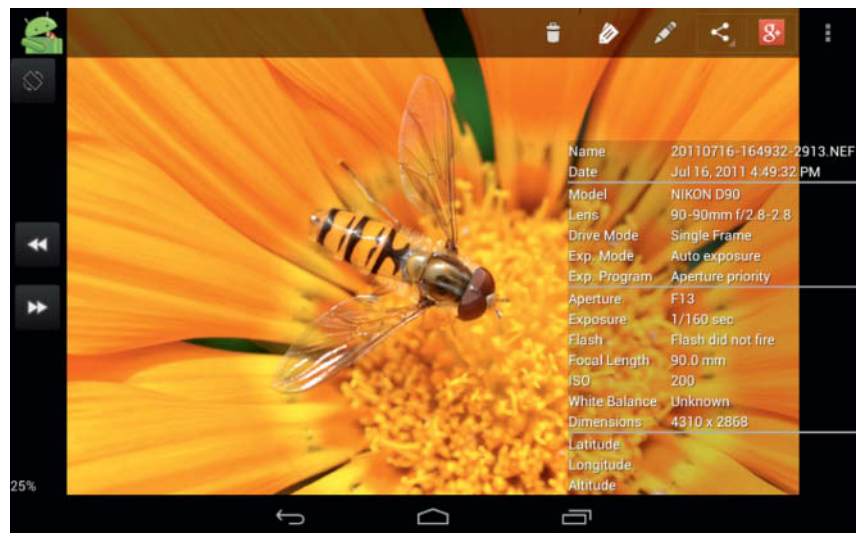 8+
Name 20110716-164932-2913.NEF
Date Jul 16, 2011 4:49:32 PM
Model NIKON D90
Lens 90-90mm f/2.8-2.8
Drive Mode Single Frame
Exp. Mode Auto exposure
Exp. Program Aperture priority
Aperture F13
Exposure 1/160 sec
Flash Flash did not fire
Focal Length 90.0 mm
ISO 200
White Balance Unknown
Dimensions 4310 x 2868
Latitude
Longitude
Altitude
25%